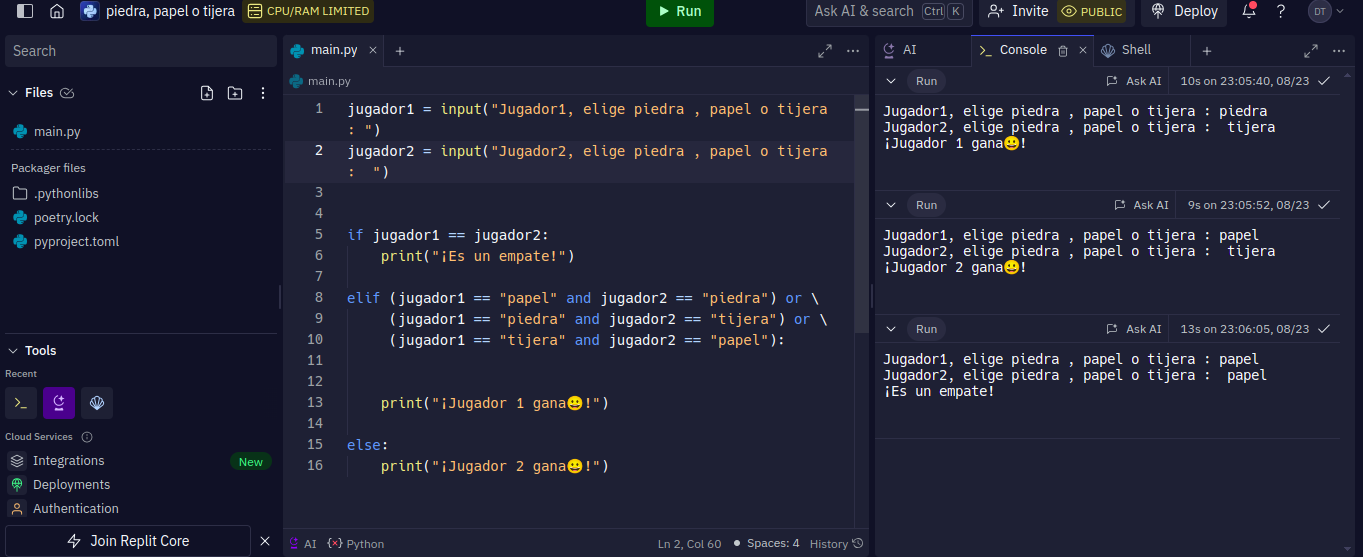 piedra, papel o tijera
CPU/RAM LIMITED
Run
Ask AI & search Ctrl K
Invite
PUBLIC
Deploy
DT
Search
Files
main.py
Packager files
.pythonlibs
poetry.lock
pyproject.toml
Tools
Recent
Cloud Services
Integrations New
Deployments
Authentication
Join Replit Core
main.py
main.py
1 jugador1 = input("Jugador1, elige piedra , papel o tijera
: ")
2 jugador2 = input("Jugador2, elige piedra , papel o tijera
:  ")
3
4
5 if jugador1 == jugador2:
6     print("¡Es un empate!")
7
8 elif (jugador1 == "papel" and jugador2 == "piedra") or \
9      (jugador1 == "piedra" and jugador2 == "tijera") or \
10      (jugador1 == "tijera" and jugador2 == "papel"):
11
12
13     print("¡Jugador 1 gana😀!")
14
15 else:
16     print("¡Jugador 2 gana😀!")
AI Python Ln 2, Col 60 Spaces: 4 History
AI Console Shell
Run Ask AI 10s on 23:05:40, 08/23
Jugador1, elige piedra , papel o tijera : piedra
Jugador2, elige piedra , papel o tijera :  tijera
¡Jugador 1 gana😀!
Run Ask AI 9s on 23:05:52, 08/23
Jugador1, elige piedra , papel o tijera : papel
Jugador2, elige piedra , papel o tijera :  tijera
¡Jugador 2 gana😀!
Run Ask AI 13s on 23:06:05, 08/23
Jugador1, elige piedra , papel o tijera : papel
Jugador2, elige piedra , papel o tijera :  papel
¡Es un empate!